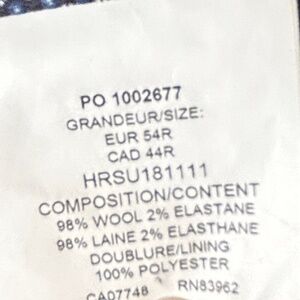 PO 1002677
GRANDEUR/SIZE:
EUR 54R
CAD 44R
HRSU181111
COMPOSITION/CONTENT
98% WOOL 2% ELASTANE
98% LAINE 2% ELASTHANE
DOUBLURE/LINING
100% POLYESTER
CA07748 RN83962